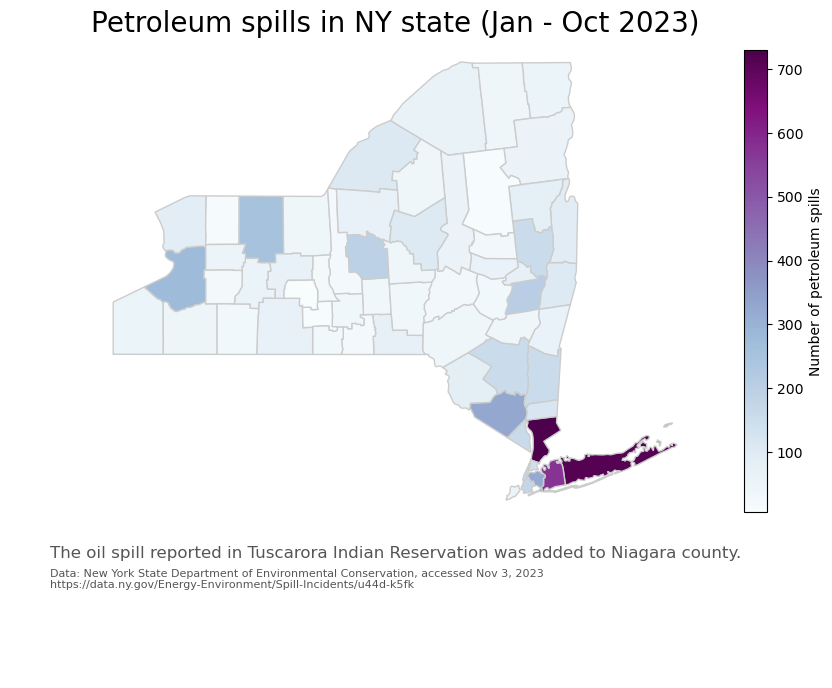 Petroleum spills in NY state (Jan - Oct 2023)
700
600
500
400
300
200
100
Number of petroleum spills
The oil spill reported in Tuscarora Indian Reservation was added to Niagara county.
Data: New York State Department of Environmental Conservation, accessed Nov 3, 2023
https://data.ny.gov/Energy-Environment/Spill-Incidents/u44d-k5fk